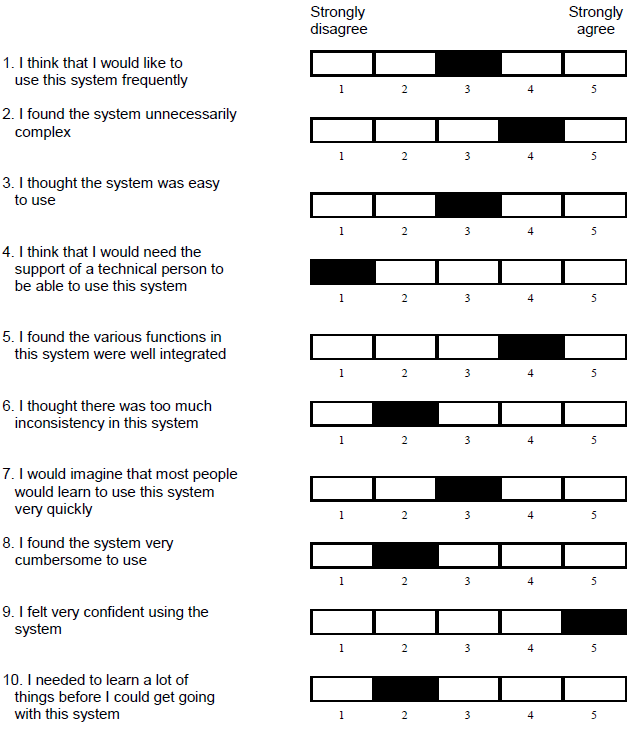 Strongly disagree
Strongly agree
1. I think that I would like to
use this system frequently
1 2 3 4 5
2. I found the system unnecessarily
complex
1 2 3 4 5
3. I thought the system was easy
to use
1 2 3 4 5
4. I think that I would need the
support of a technical person to
be able to use this system
1 2 3 4 5
5. I found the various functions in
this system were well integrated
1 2 3 4 5
6. I thought there was too much
inconsistency in this system
1 2 3 4 5
7. I would imagine that most people
would learn to use this system
very quickly
1 2 3 4 5
8. I found the system very
cumbersome to use
1 2 3 4 5
9. I felt very confident using the
system
1 2 3 4 5
10. I needed to learn a lot of
things before I could get going
with this system
1 2 3 4 5